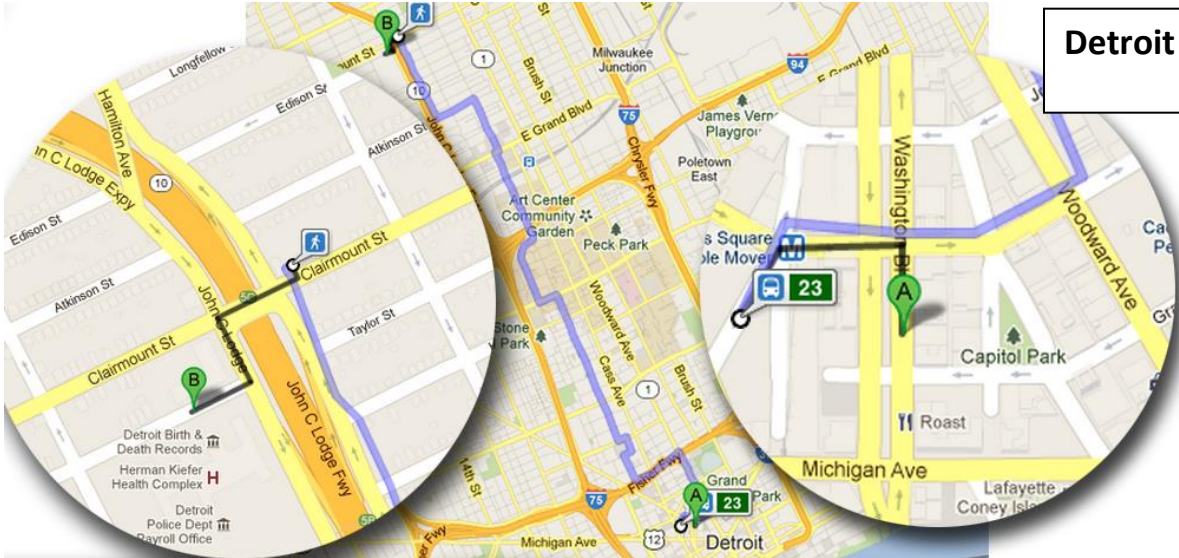 Detroit
B
ount St
1
Brush St
Milwaukee
Junction
94
E Grand Blvd
10
E Grand Blvd
75
James Vern
Playgrou
Poletown
East
Chrysler Fwy
Art Center
Community
Garden
Peck Park
Stone
Park
Woodward Ave
Cass Ave
1
Brush St
14th St
Fisher Fwy
75
Grand
Park
A
23
12
Michigan Ave
Detroit
Longfellow
Edison St
Hamilton Ave
Atkinson St
John C Lodge Expy
10
Edison St
Clairmount St
Atkinson St
John C Lodge
Taylor St
Clairmount St
B
John C Lodge Fwy
Detroit Birth &
Death Records
Herman Kiefer
Health Complex
H
Detroit
Police Dept
Payroll Office
Washington Bl
Woodward Ave
s Square
ple Mover
M
23
A
Capitol Park
Roast
Michigan Ave
Lafayette
Coney Isl